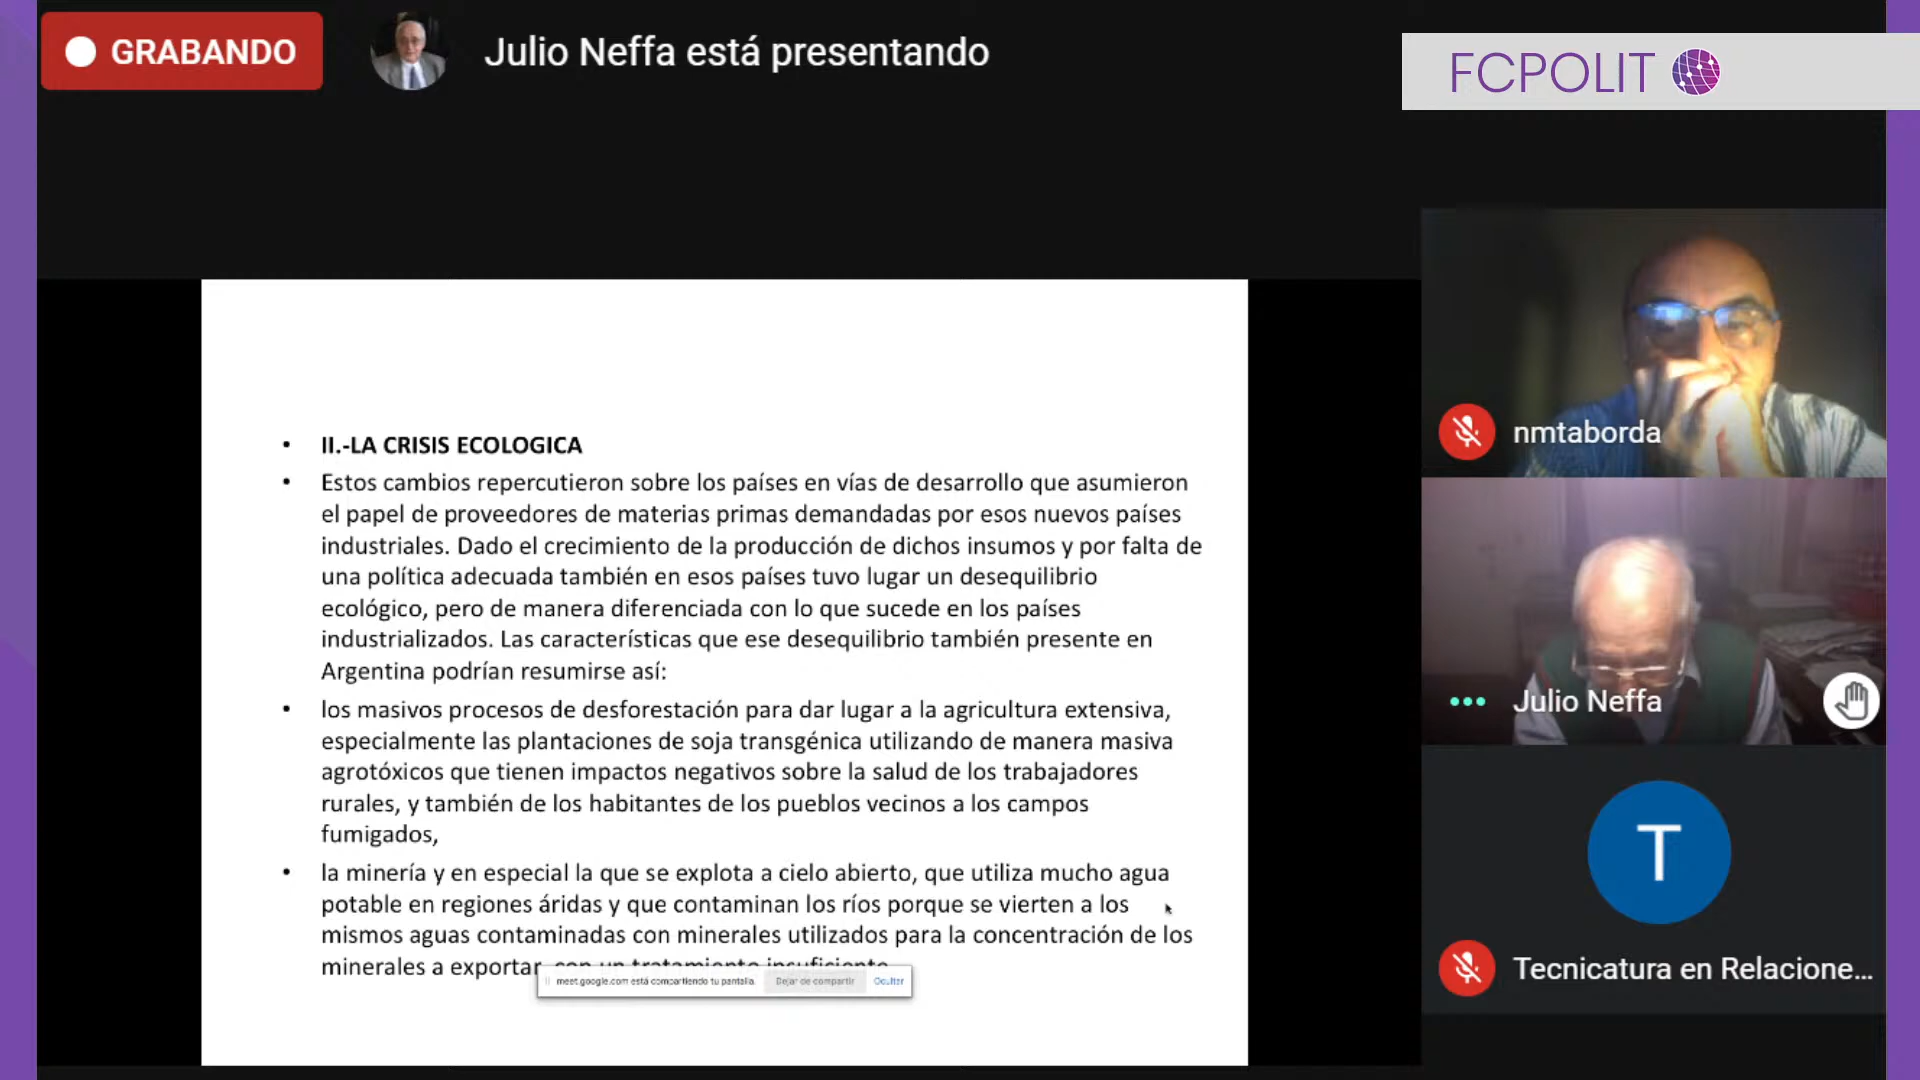 GRABANDO
Julio Neffa está presentando
FCPOLIT
• II.-LA CRISIS ECOLOGICA
• Estos cambios repercutieron sobre los países en vías de desarrollo que asumieron
el papel de proveedores de materias primas demandadas por esos nuevos países
industriales. Dado el crecimiento de la producción de dichos insumos y por falta de
una política adecuada también en esos países tuvo lugar un desequilibrio
ecológico, pero de manera diferenciada con lo que sucede en los países
industrializados. Las características que ese desequilibrio también presente en
Argentina podrían resumirse así:
• los masivos procesos de desforestación para dar lugar a la agricultura extensiva,
especialmente las plantaciones de soja transgénica utilizando de manera masiva
agrotóxicos que tienen impactos negativos sobre la salud de los trabajadores
rurales, y también de los habitantes de los pueblos vecinos a los campos
fumigados,
• la minería y en especial la que se explota a cielo abierto, que utiliza mucho agua
potable en regiones áridas y que contaminan los ríos porque se vierten a los
mismos aguas contaminadas con minerales utilizados para la concentración de los
minerales a exportar, con un tratamiento insuficiente
meet.google.com está compartiendo tu pantalla.
Dejar de compartir
Ocultar
nmtaborda
Julio Neffa
T
Tecnicatura en Relacione...